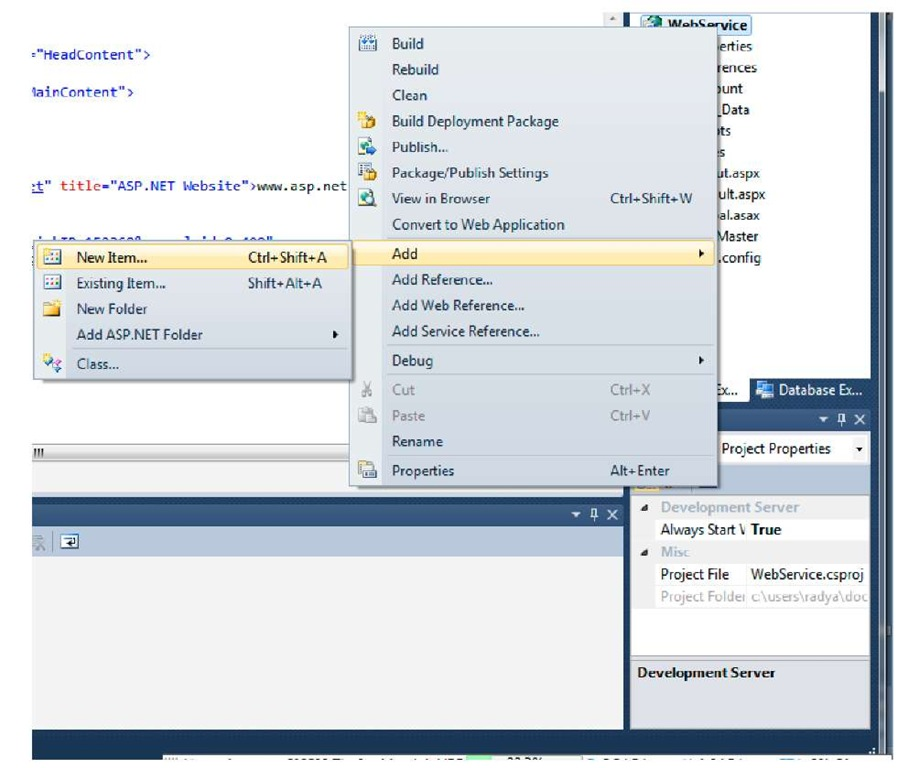 WebService
="HeadContent">
MainContent">
title="ASP.NET Website">www.asp.net
Build
Rebuild
Clean
Build Deployment Package
Publish...
Package/Publish Settings
View in Browser Ctrl+Shift+W
Convert to Web Application
Add
Add Reference...
Add Web Reference...
Add Service Reference...
Debug
Cut Ctrl+X
Paste Ctrl+V
Rename
Properties Alt+Enter
New Item... Ctrl+Shift+A
Existing Item... Shift+Alt+A
New Folder
Add ASP.NET Folder
Class...
erties
rences
ount
_Data
ts
es
ut.aspx
ult.aspx
al.asax
Master
.config
Ex... Database Ex...
Project Properties
Development Server
Always Start W True
Misc
Project File WebService.csproj
Project Folder c:\users\radya\doc
Development Server